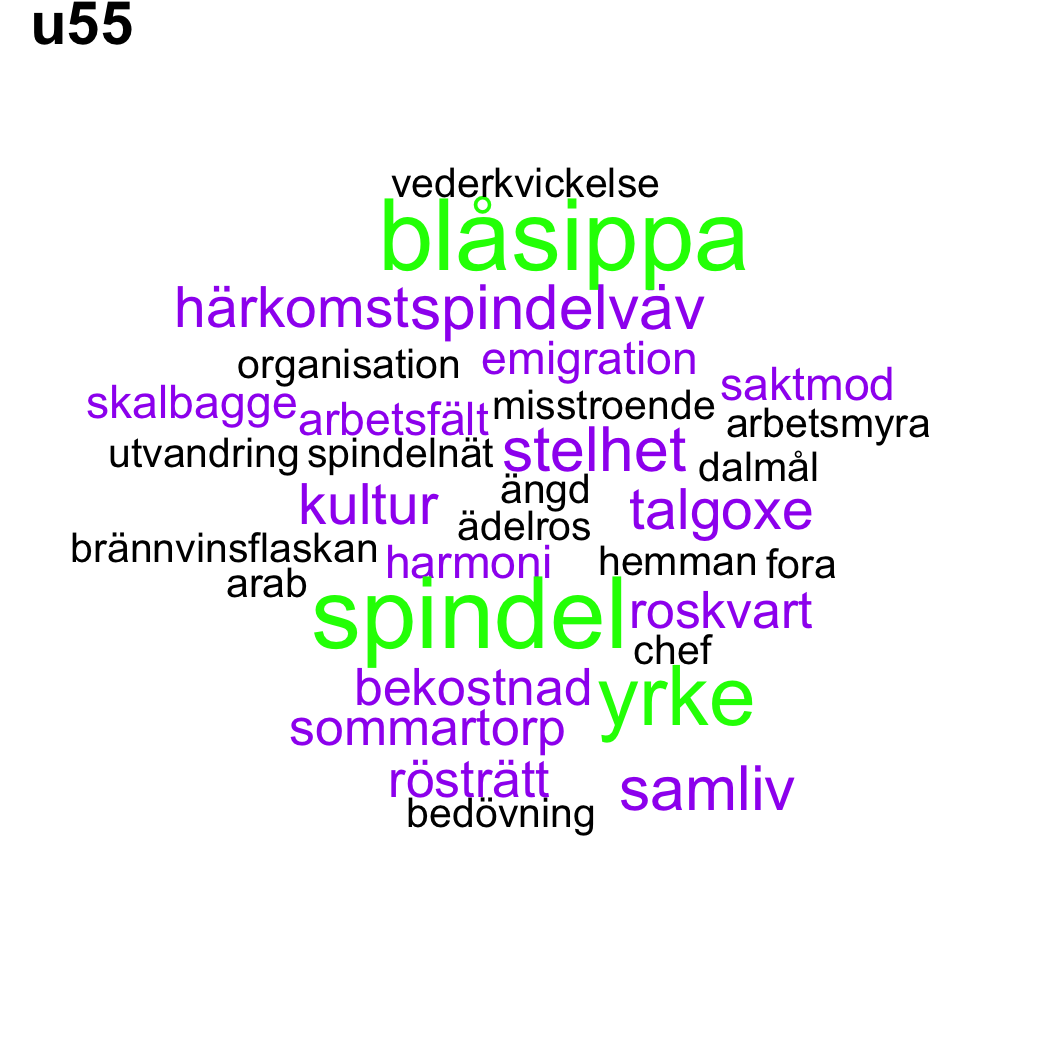 u55
vederkvickelse
blåsippa
härkomst spindelväv
organisation emigration
saktmod
skalbagge arbetsfält misstroende arbetsmyra
utvandring spindelnät stelhet dalmål
ängd
kultur talgoxe
ädelros
brännvinsflaskan harmoni hemman fora
arab
spindel roskvart
chef
bekostnad yrke
sommartorp
rösträtt samliv
bedövning